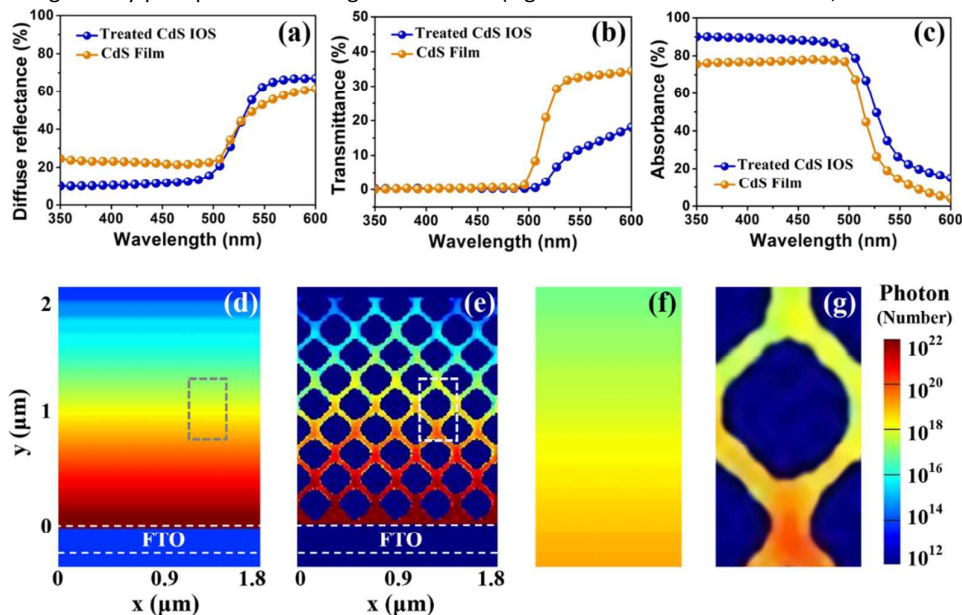 Diffuse reflectance (%)
100
80
60
40
20
0
350 400 450 500 550 600
Wavelength (nm)
Treated CdS IOS
CdS Film
(a)
Transmittance (%)
50
40
30
20
10
0
350 400 450 500 550 600
Wavelength (nm)
Treated CdS IOS
CdS Film
(b)
Absorbance (%)
100
80
60
40
20
0
350 400 450 500 550 600
Wavelength (nm)
Treated CdS IOS
CdS Film
(c)
y (μm)
2
1
0
(d)
FTO
0 0.9 1.8
x (μm)
(e)
FTO
0 0.9 1.8
x (μm)
(f)
(g)
Photon
(Number)
10^22
10^20
10^18
10^16
10^14
10^12